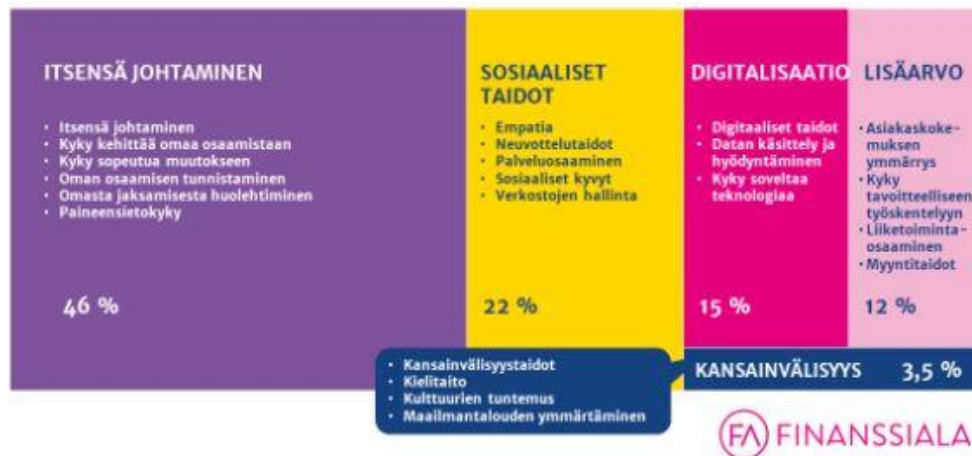 ITSENSÄ JOHTAMINEN
• Itsensä johtaminen
• Kyky kehittää omaa osaamistaan
• Kyky sopeutua muutokseen
• Oman osaamisen tunnistaminen
• Omasta jaksamisesta huolehtiminen
• Paineensietokyky
46 %
SOSIAALISET
TAIDOT
• Empatia
• Neuvottelutaidot
• Palveluosaaminen
• Sosiaaliset kyvyt
• Verkostojen hallinta
22 %
DIGITALISAATIO
• Digitaaliset taidot
• Datan käsittely ja
hyödyntäminen
• Kyky soveltaa
teknologiaa
15 %
LISÄARVO
• Asiakaskoke-
muksen
ymmärrys
• Kyky
tavoitteelliseen
työskentelyyn
• Liiketoiminta-
osaaminen
• Myyntitaidot
12 %
• Kansainvälisyystaidot
• Kielitaito
• Kulttuurien tuntemus
• Maailmantalouden ymmärtäminen
KANSAINVÄLISYYS 3,5 %
FA FINANSSIALA